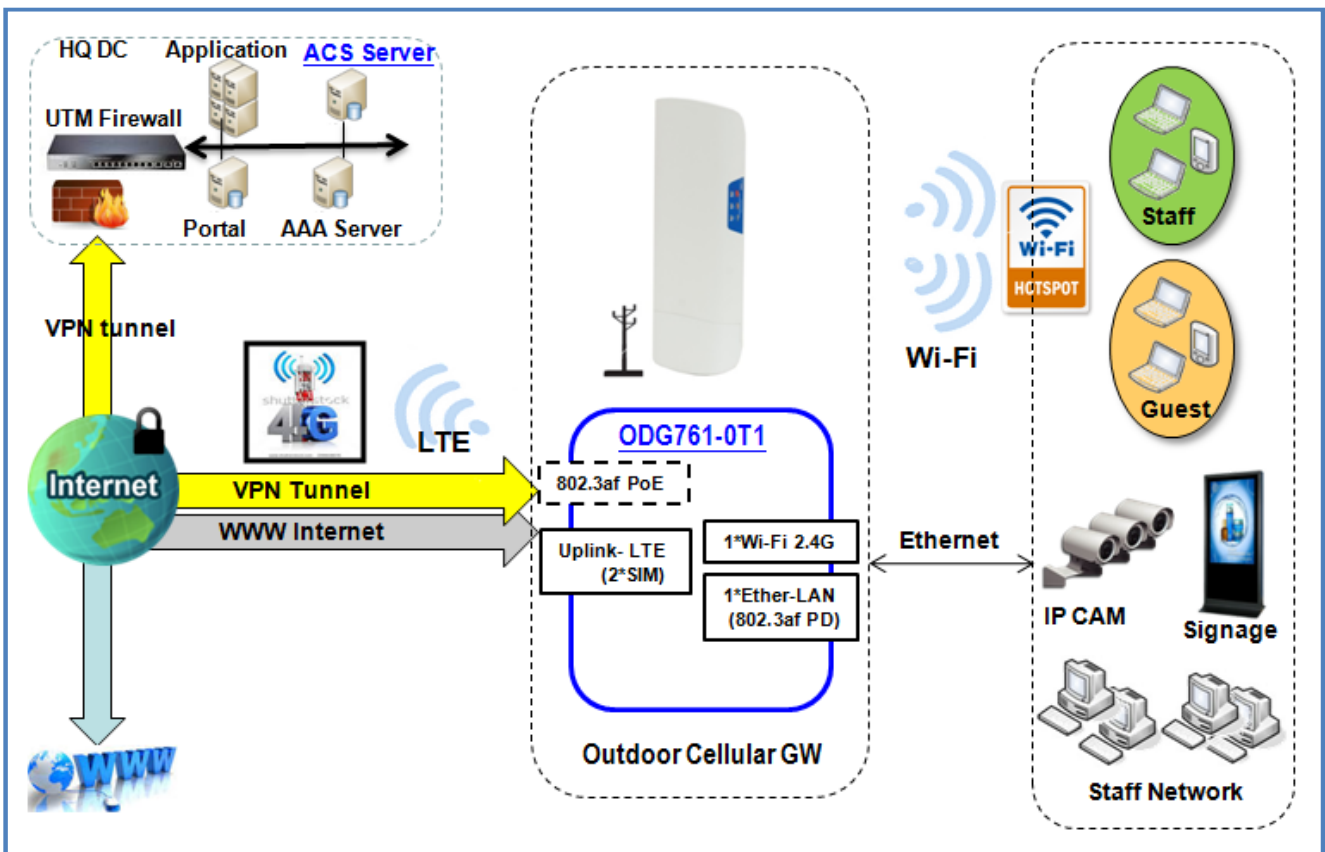 HQ DC
Application
ACS Server
UTM Firewall
Portal
AAA Server
VPN tunnel
shutterstock
4G
LTE
Internet
VPN Tunnel
WWW Internet
WWW
ODG761-0T1
802.3af PoE
Uplink- LTE
(2*SIM)
1*Wi-Fi 2.4G
1*Ether-LAN
(802.3af PD)
Outdoor Cellular GW
Wi-Fi
Wi-Fi
HOTSPOT
Staff
Guest
Ethernet
IP CAM
Signage
Staff Network